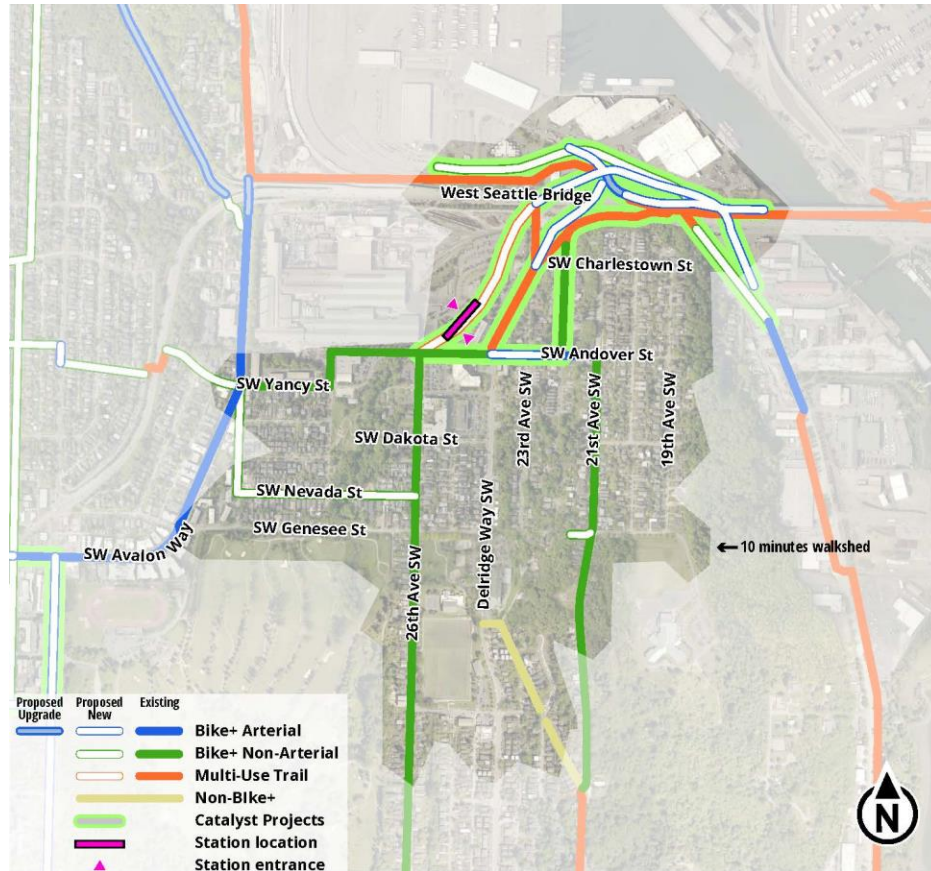 West Seattle Bridge
SW Charlestown St
SW Andover St
SW Yancy St
23rd Ave SW
21st Ave SW
19th Ave SW
SW Dakota St
SW Nevada St
SW Genesee St
SW Avalon Way
Delridge Way SW
26th Ave SW
← 10 minutes walkshed
Proposed Upgrade
Proposed New
Existing
Bike+ Arterial
Bike+ Non-Arterial
Multi-Use Trail
Non-BIke+
Catalyst Projects
Station location
Station entrance
N